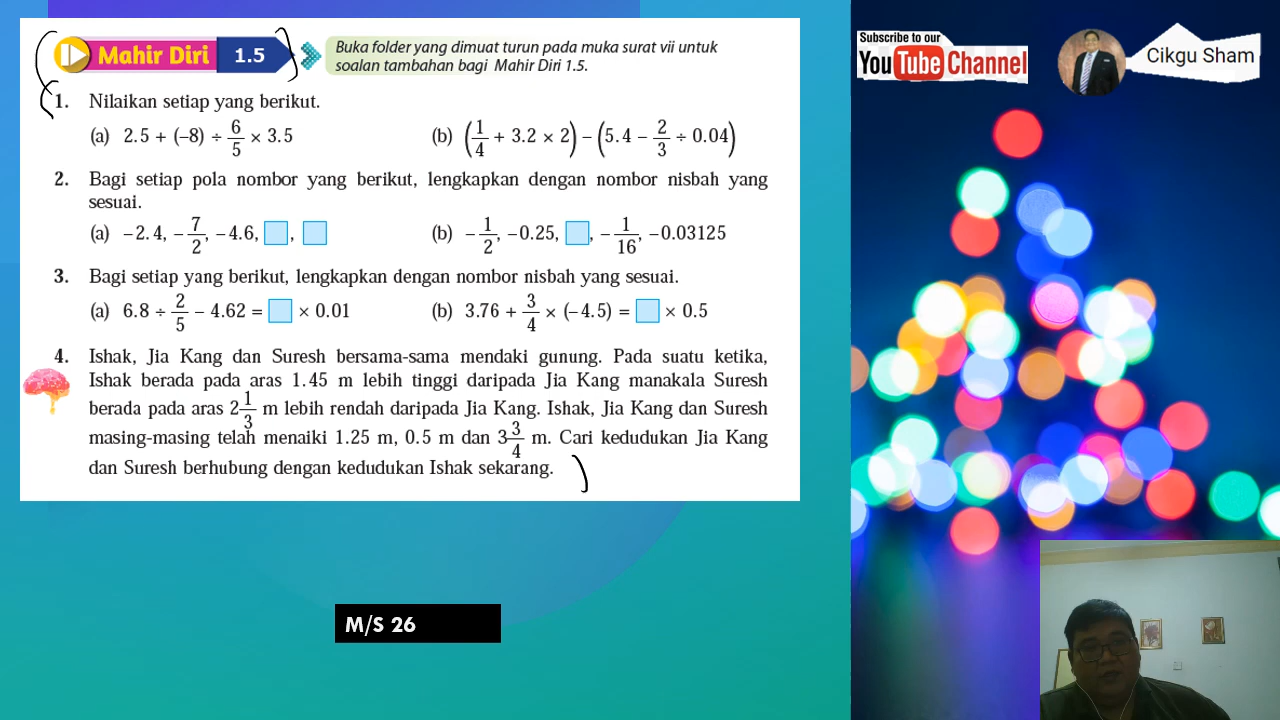 Mahir Diri 1.5
Buka folder yang dimuat turun pada muka surat vii untuk
soalan tambahan bagi Mahir Diri 1.5.
1. Nilaikan setiap yang berikut.
(a) 2.5 + (−8) ÷ 6/5 × 3.5 (b) (1/4 + 3.2 × 2) − (5.4 − 2/3 ÷ 0.04)
2. Bagi setiap pola nombor yang berikut, lengkapkan dengan nombor nisbah yang
sesuai.
(a) −2.4, −7/2, −4.6, □, □ (b) −1/2, −0.25, □, −1/16, −0.03125
3. Bagi setiap yang berikut, lengkapkan dengan nombor nisbah yang sesuai.
(a) 6.8 ÷ 2/5 − 4.62 = □ × 0.01 (b) 3.76 + 3/4 × (−4.5) = □ × 0.5
4. Ishak, Jia Kang dan Suresh bersama-sama mendaki gunung. Pada suatu ketika,
Ishak berada pada aras 1.45 m lebih tinggi daripada Jia Kang manakala Suresh
berada pada aras 2 1/3 m lebih rendah daripada Jia Kang. Ishak, Jia Kang dan Suresh
masing-masing telah menaiki 1.25 m, 0.5 m dan 3 3/4 m. Cari kedudukan Jia Kang
dan Suresh berhubung dengan kedudukan Ishak sekarang.
M/S 26
Subscribe to our
YouTube Channel
Cikgu Sham